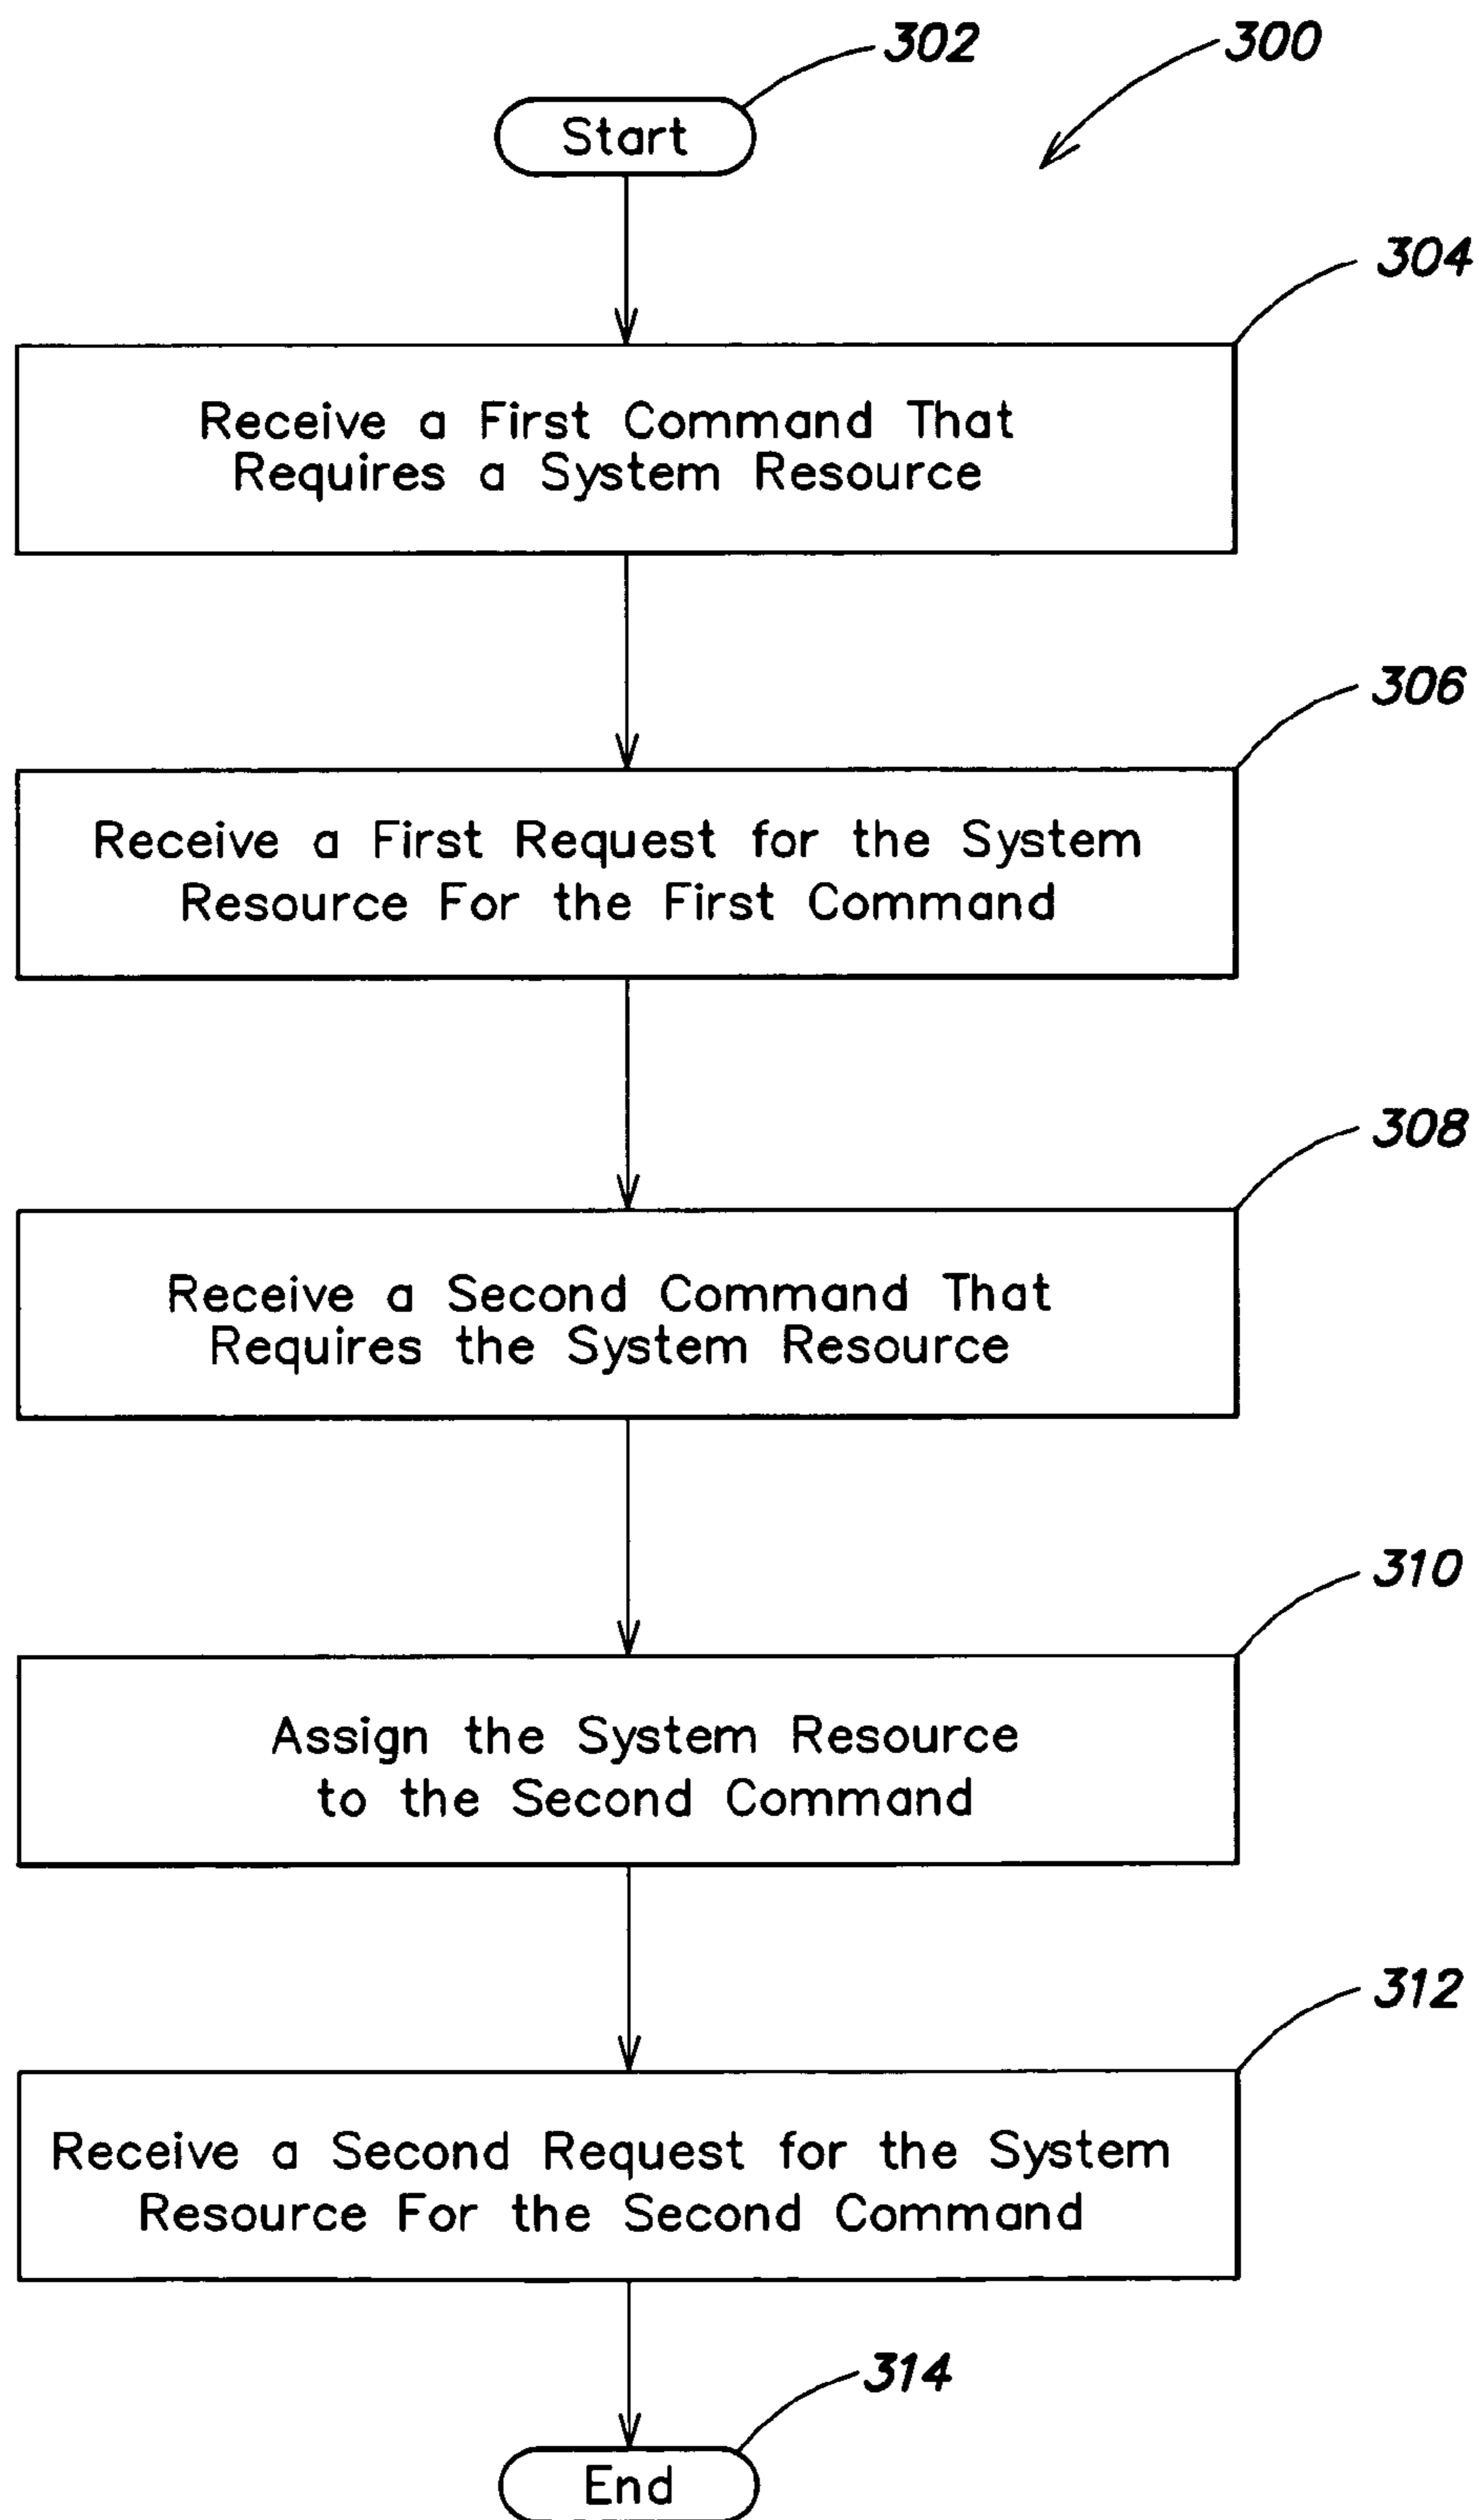 302
300
Start
304
Receive a First Command That
Requires a System Resource
306
Receive a First Request for the System
Resource For the First Command
308
Receive a Second Command That
Requires the System Resource
310
Assign the System Resource
to the Second Command
312
Receive a Second Request for the System
Resource For the Second Command
314
End